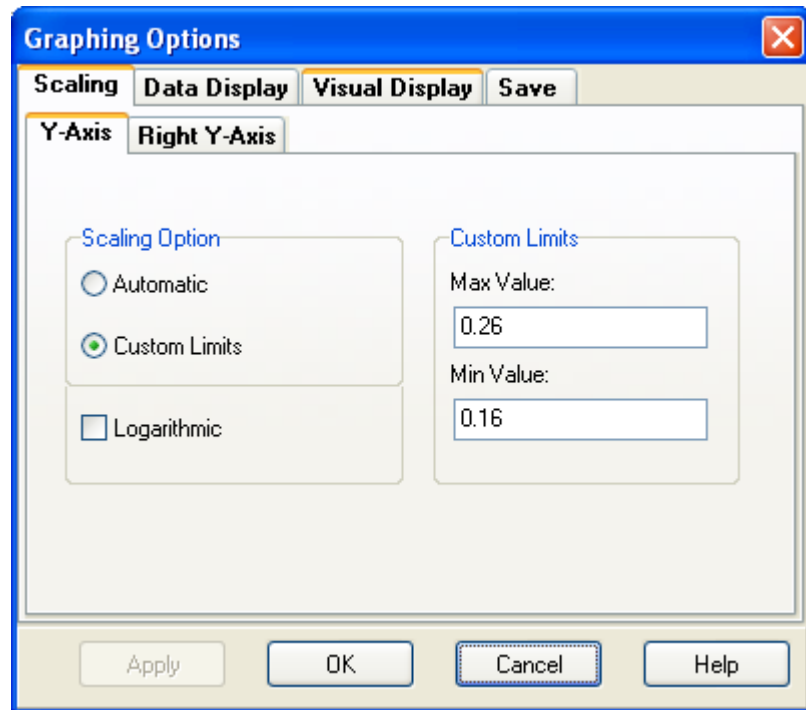 Graphing Options
Scaling Data Display Visual Display Save
Y-Axis Right Y-Axis
Scaling Option
Automatic
Custom Limits
Logarithmic
Custom Limits
Max Value:
0.26
Min Value:
0.16
Apply OK Cancel Help